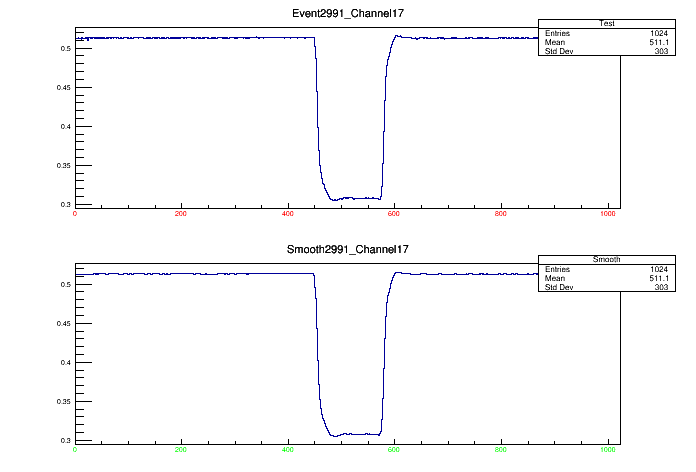 Event2991_Channel17
Test
Entries 1024
Mean 511.1
Std Dev 303
0.5
0.45
0.4
0.35
0.3
0 200 400 600 800 1000
Smooth2991_Channel17
Smooth
Entries 1024
Mean 511.1
Std Dev 303
0.5
0.45
0.4
0.35
0.3
0 200 400 600 800 1000